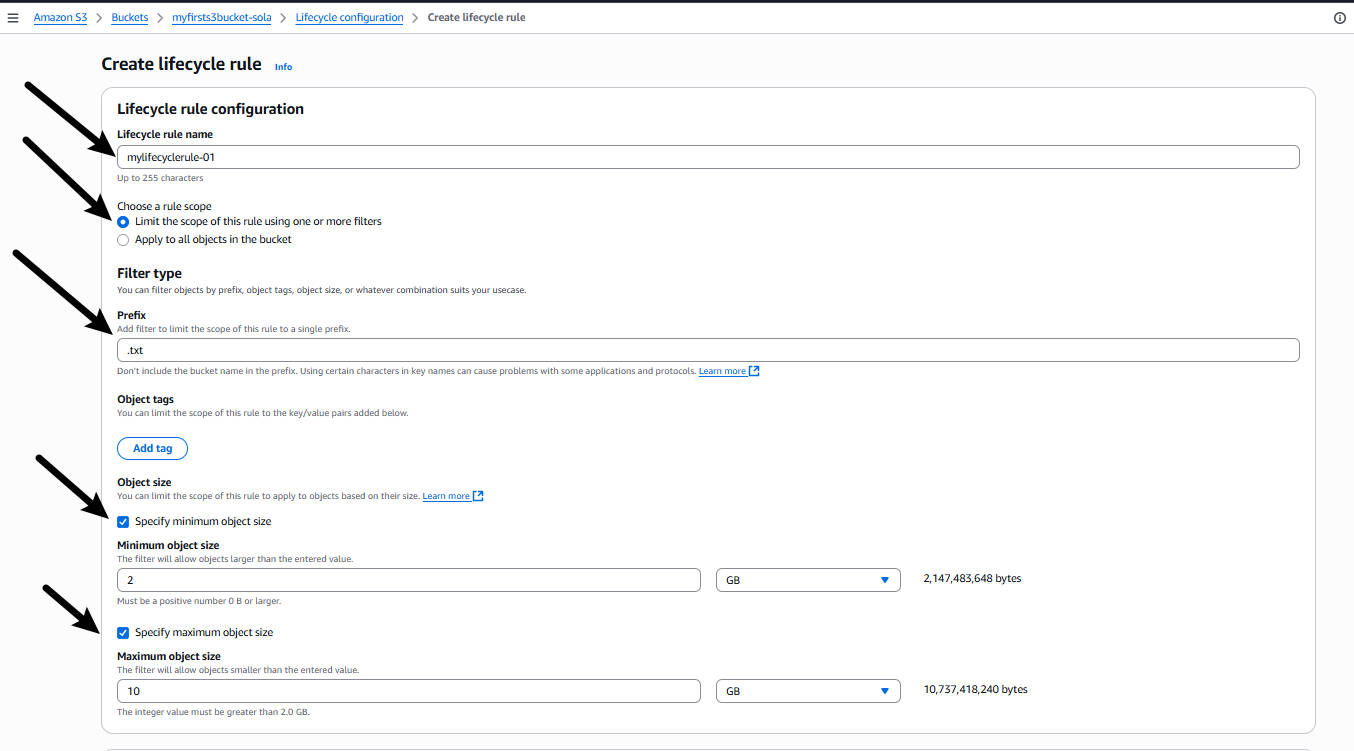 Amazon S3 > Buckets > myfirsts3bucket-sola > Lifecycle configuration > Create lifecycle rule
Create lifecycle rule Info
Lifecycle rule configuration
Lifecycle rule name
mylifecyclerule-01
Up to 255 characters
Choose a rule scope
Limit the scope of this rule using one or more filters
Apply to all objects in the bucket
Filter type
You can filter objects by prefix, object tags, object size, or whatever combination suits your usecase.
Prefix
Add filter to limit the scope of this rule to a single prefix.
.txt
Don't include the bucket name in the prefix. Using certain characters in key names can cause problems with some applications and protocols. Learn more
Object tags
You can limit the scope of this rule to the key/value pairs added below.
Add tag
Object size
You can limit the scope of this rule to apply to objects based on their size. Learn more
Specify minimum object size
Minimum object size
The filter will allow objects larger than the entered value.
2 GB 2,147,483,648 bytes
Must be a positive number 0 B or larger.
Specify maximum object size
Maximum object size
The filter will allow objects smaller than the entered value.
10 GB 10,737,418,240 bytes
The integer value must be greater than 2.0 GB.